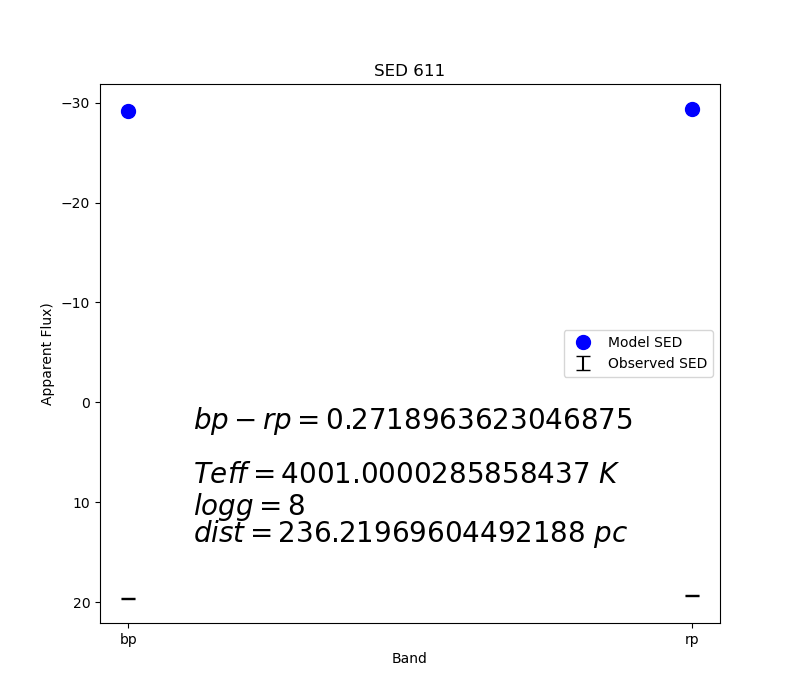 SED 611
−30
−20
−10
0
10
20
Apparent Flux)
Model SED
Observed SED
bp − rp = 0.2718963623046875
Teff = 4001.0000285858437 K
logg = 8
dist = 236.21969604492188 pc
bp
rp
Band